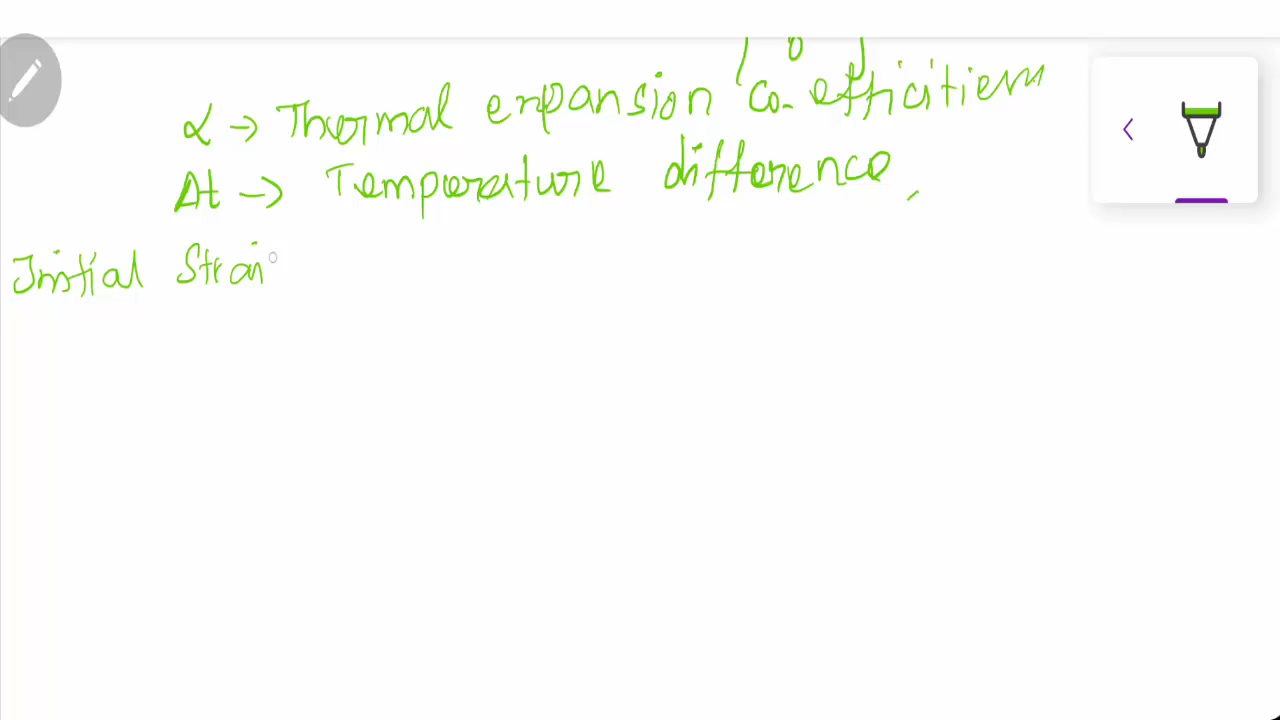 α → Thermal expansion co-efficitient
Δt → Temperature difference,
Initial Strai